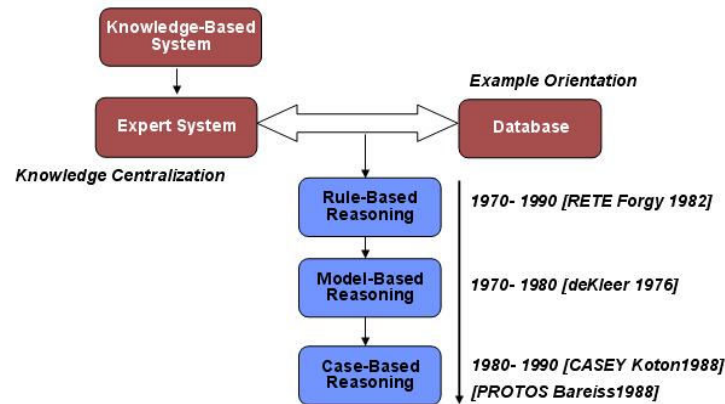 Knowledge-Based
System
Example Orientation
Expert System
Database
Knowledge Centralization
Rule-Based
Reasoning
1970- 1990 [RETE Forgy 1982]
Model-Based
Reasoning
1970- 1980 [deKleer 1976]
Case-Based
Reasoning
1980- 1990 [CASEY Koton1988]
[PROTOS Bareiss1988]